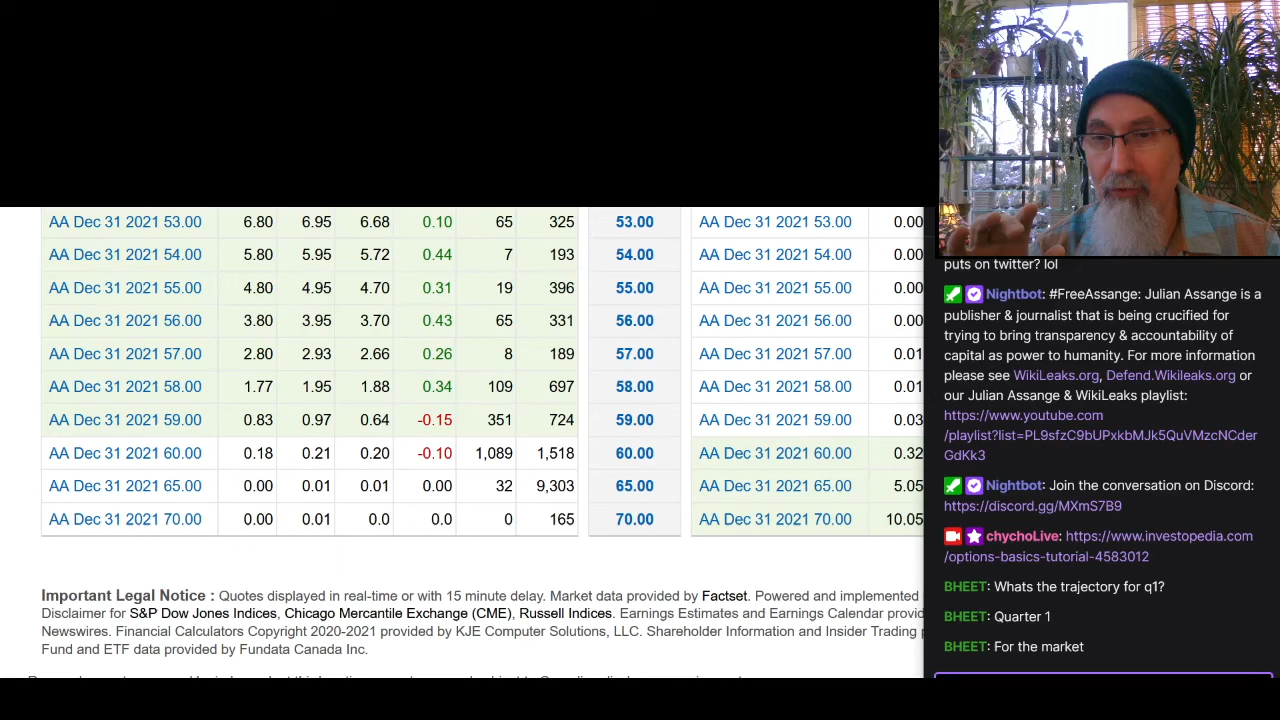 AA Dec 31 2021 53.00 6.80 6.95 6.68 0.10 65 325 53.00 AA Dec 31 2021 53.00 0.00
AA Dec 31 2021 54.00 5.80 5.95 5.72 0.44 7 193 54.00 AA Dec 31 2021 54.00 0.00
AA Dec 31 2021 55.00 4.80 4.95 4.70 0.31 19 396 55.00 AA Dec 31 2021 55.00 0.00
AA Dec 31 2021 56.00 3.80 3.95 3.70 0.43 65 331 56.00 AA Dec 31 2021 56.00 0.00
AA Dec 31 2021 57.00 2.80 2.93 2.66 0.26 8 189 57.00 AA Dec 31 2021 57.00 0.01
AA Dec 31 2021 58.00 1.77 1.95 1.88 0.34 109 697 58.00 AA Dec 31 2021 58.00 0.01
AA Dec 31 2021 59.00 0.83 0.97 0.64 -0.15 351 724 59.00 AA Dec 31 2021 59.00 0.03
AA Dec 31 2021 60.00 0.18 0.21 0.20 -0.10 1,089 1,518 60.00 AA Dec 31 2021 60.00 0.32
AA Dec 31 2021 65.00 0.00 0.01 0.01 0.00 32 9,303 65.00 AA Dec 31 2021 65.00 5.05
AA Dec 31 2021 70.00 0.00 0.01 0.0 0.0 0 165 70.00 AA Dec 31 2021 70.00 10.05
Important Legal Notice : Quotes displayed in real-time or with 15 minute delay. Market data provided by Factset. Powered and implemented
Disclaimer for S&P Dow Jones Indices, Chicago Mercantile Exchange (CME), Russell Indices. Earnings Estimates and Earnings Calendar
Newswires. Financial Calculators Copyright 2020-2021 provided by KJE Computer Solutions, LLC. Shareholder Information and Insider Trading
Fund and ETF data provided by Fundata Canada Inc.
puts on twitter? lol
Nightbot: #FreeAssange: Julian Assange is a
publisher & journalist that is being crucified for
trying to bring transparency & accountability of
capital as power to humanity. For more information
please see WikiLeaks.org, Defend.Wikileaks.org or
our Julian Assange & WikiLeaks playlist:
https://www.youtube.com
/playlist?list=PL9sfzC9bUPxkbMJk5QuVMzcNCder
GdKk3
Nightbot: Join the conversation on Discord:
https://discord.gg/MXmS7B9
chychoLive: https://www.investopedia.com
/options-basics-tutorial-4583012
BHEET: Whats the trajectory for q1?
BHEET: Quarter 1
BHEET: For the market